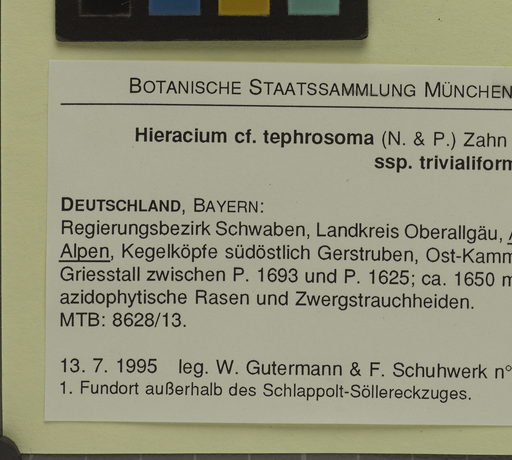 BOTANISCHE STAATSSAMMLUNG MÜNCHEN
Hieracium cf. tephrosoma (N. & P.) Zahn
ssp. trivialiform
DEUTSCHLAND, BAYERN:
Regierungsbezirk Schwaben, Landkreis Oberallgäu,
Alpen, Kegelköpfe südöstlich Gerstruben, Ost-Kamm
Griesstall zwischen P. 1693 und P. 1625; ca. 1650 m
azidophytische Rasen und Zwergstrauchheiden.
MTB: 8628/13.
13. 7. 1995 leg. W. Gutermann & F. Schuhwerk n°
1. Fundort außerhalb des Schlappolt-Söllereckzuges.